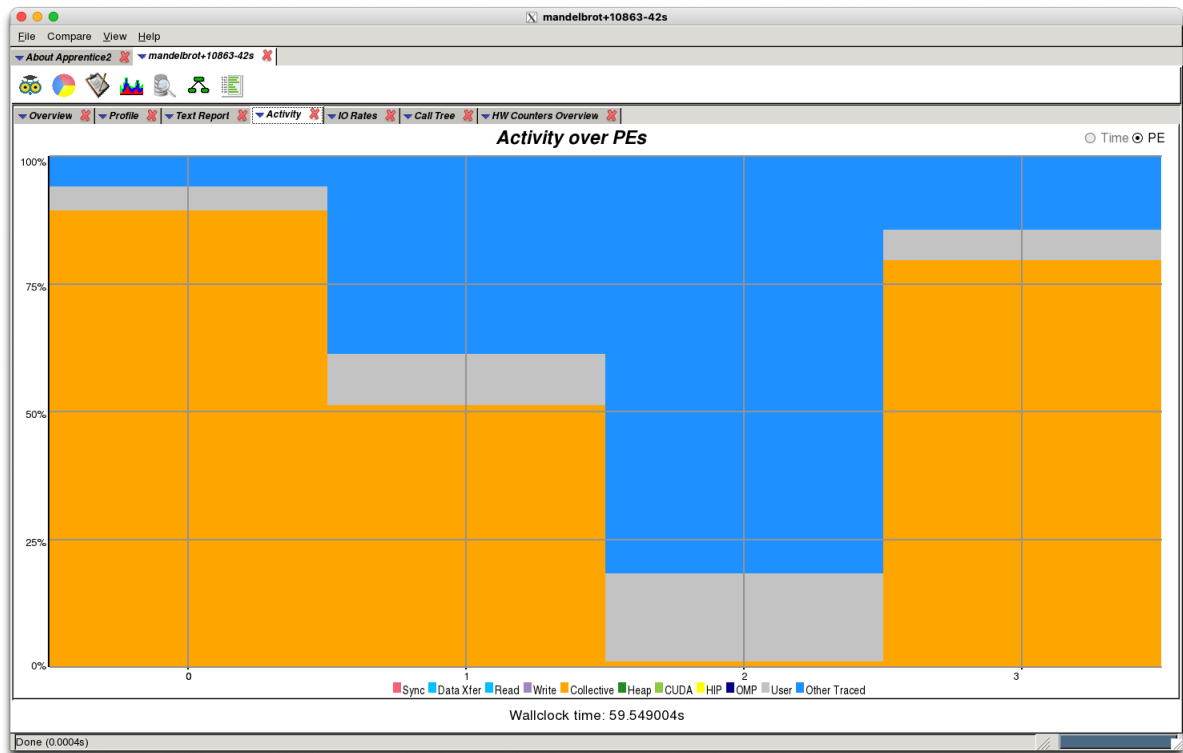 mandelbrot+10863-42s
File Compare View Help
About Apprentice2 mandelbrot+10863-42s
Overview Profile Text Report Activity IO Rates Call Tree HW Counters Overview
Activity over PEs
Time PE
100%
75%
50%
25%
0%
0 1 2 3
Sync Data Xfer Read Write Collective Heap CUDA HIP OMP User Other Traced
Wallclock time: 59.549004s
Done (0.0004s)